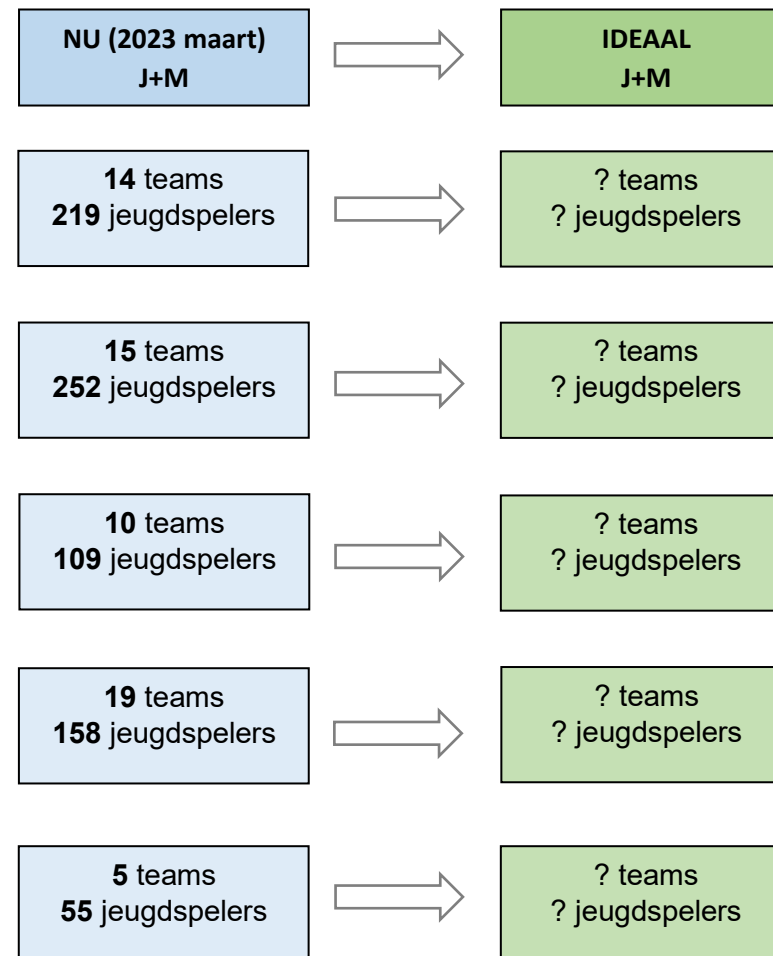 NU (2023 maart)
J+M
IDEAAL
J+M
14 teams
219 jeugdspelers
? teams
? jeugdspelers
15 teams
252 jeugdspelers
? teams
? jeugdspelers
10 teams
109 jeugdspelers
? teams
? jeugdspelers
19 teams
158 jeugdspelers
? teams
? jeugdspelers
5 teams
55 jeugdspelers
? teams
? jeugdspelers